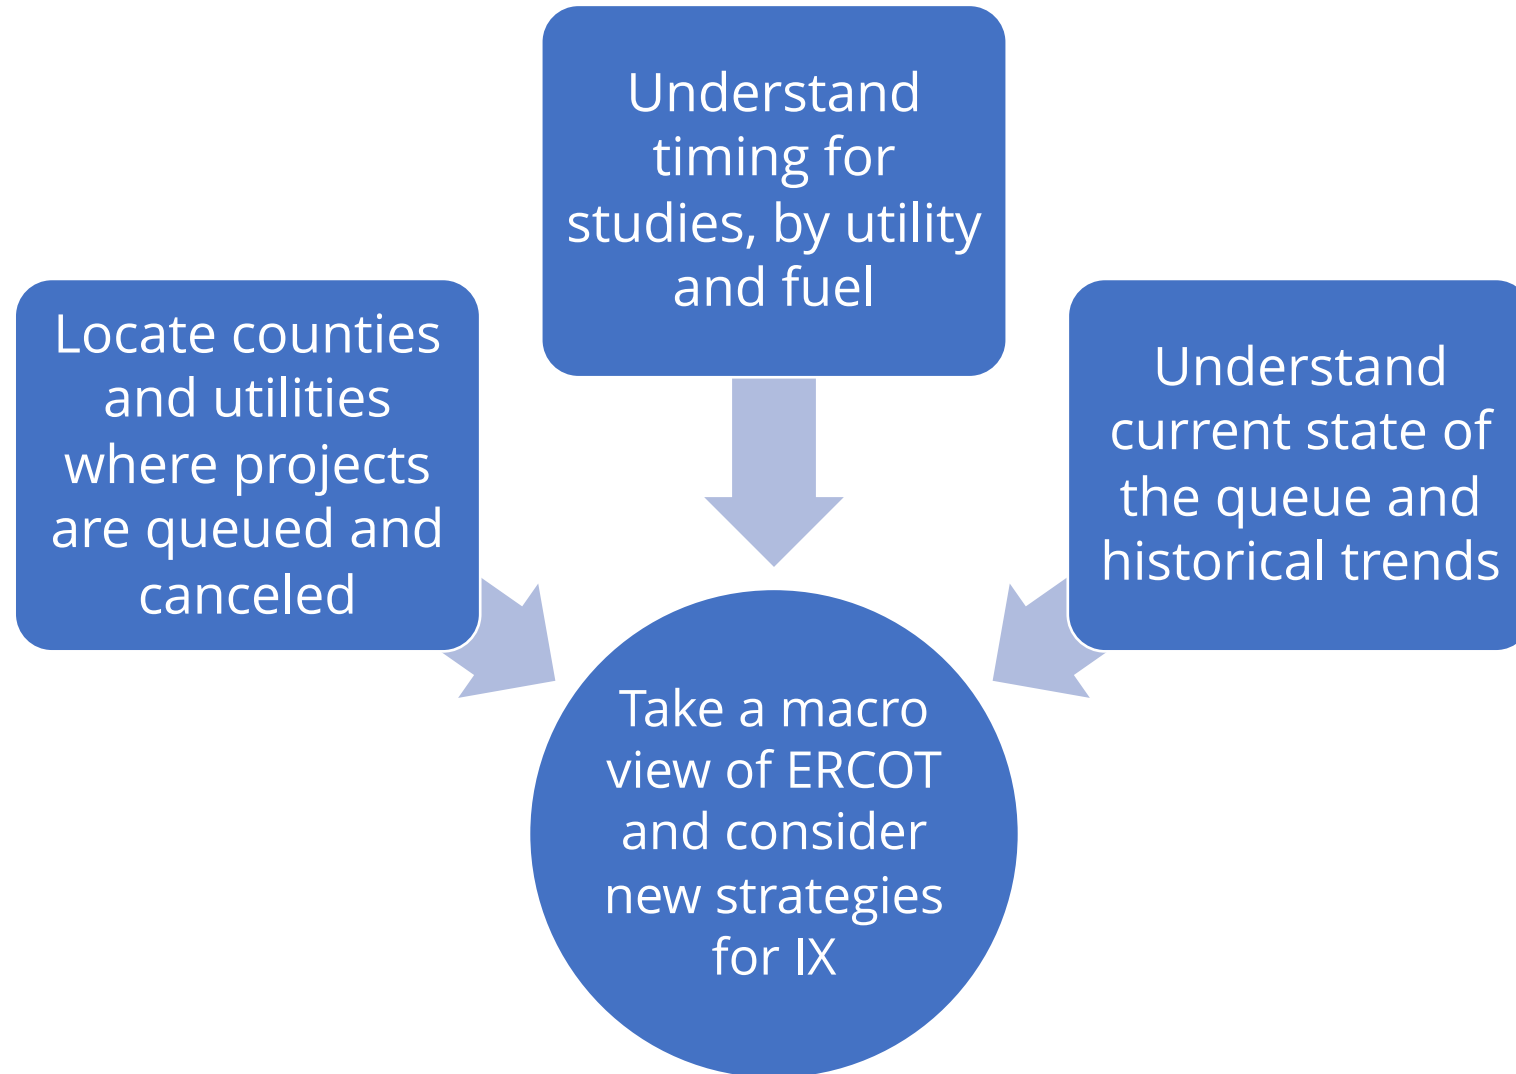 Understand
timing for
studies, by utility
and fuel
Locate counties
and utilities
where projects
are queued and
canceled
Understand
current state of
the queue and
historical trends
Take a macro
view of ERCOT
and consider
new strategies
for IX